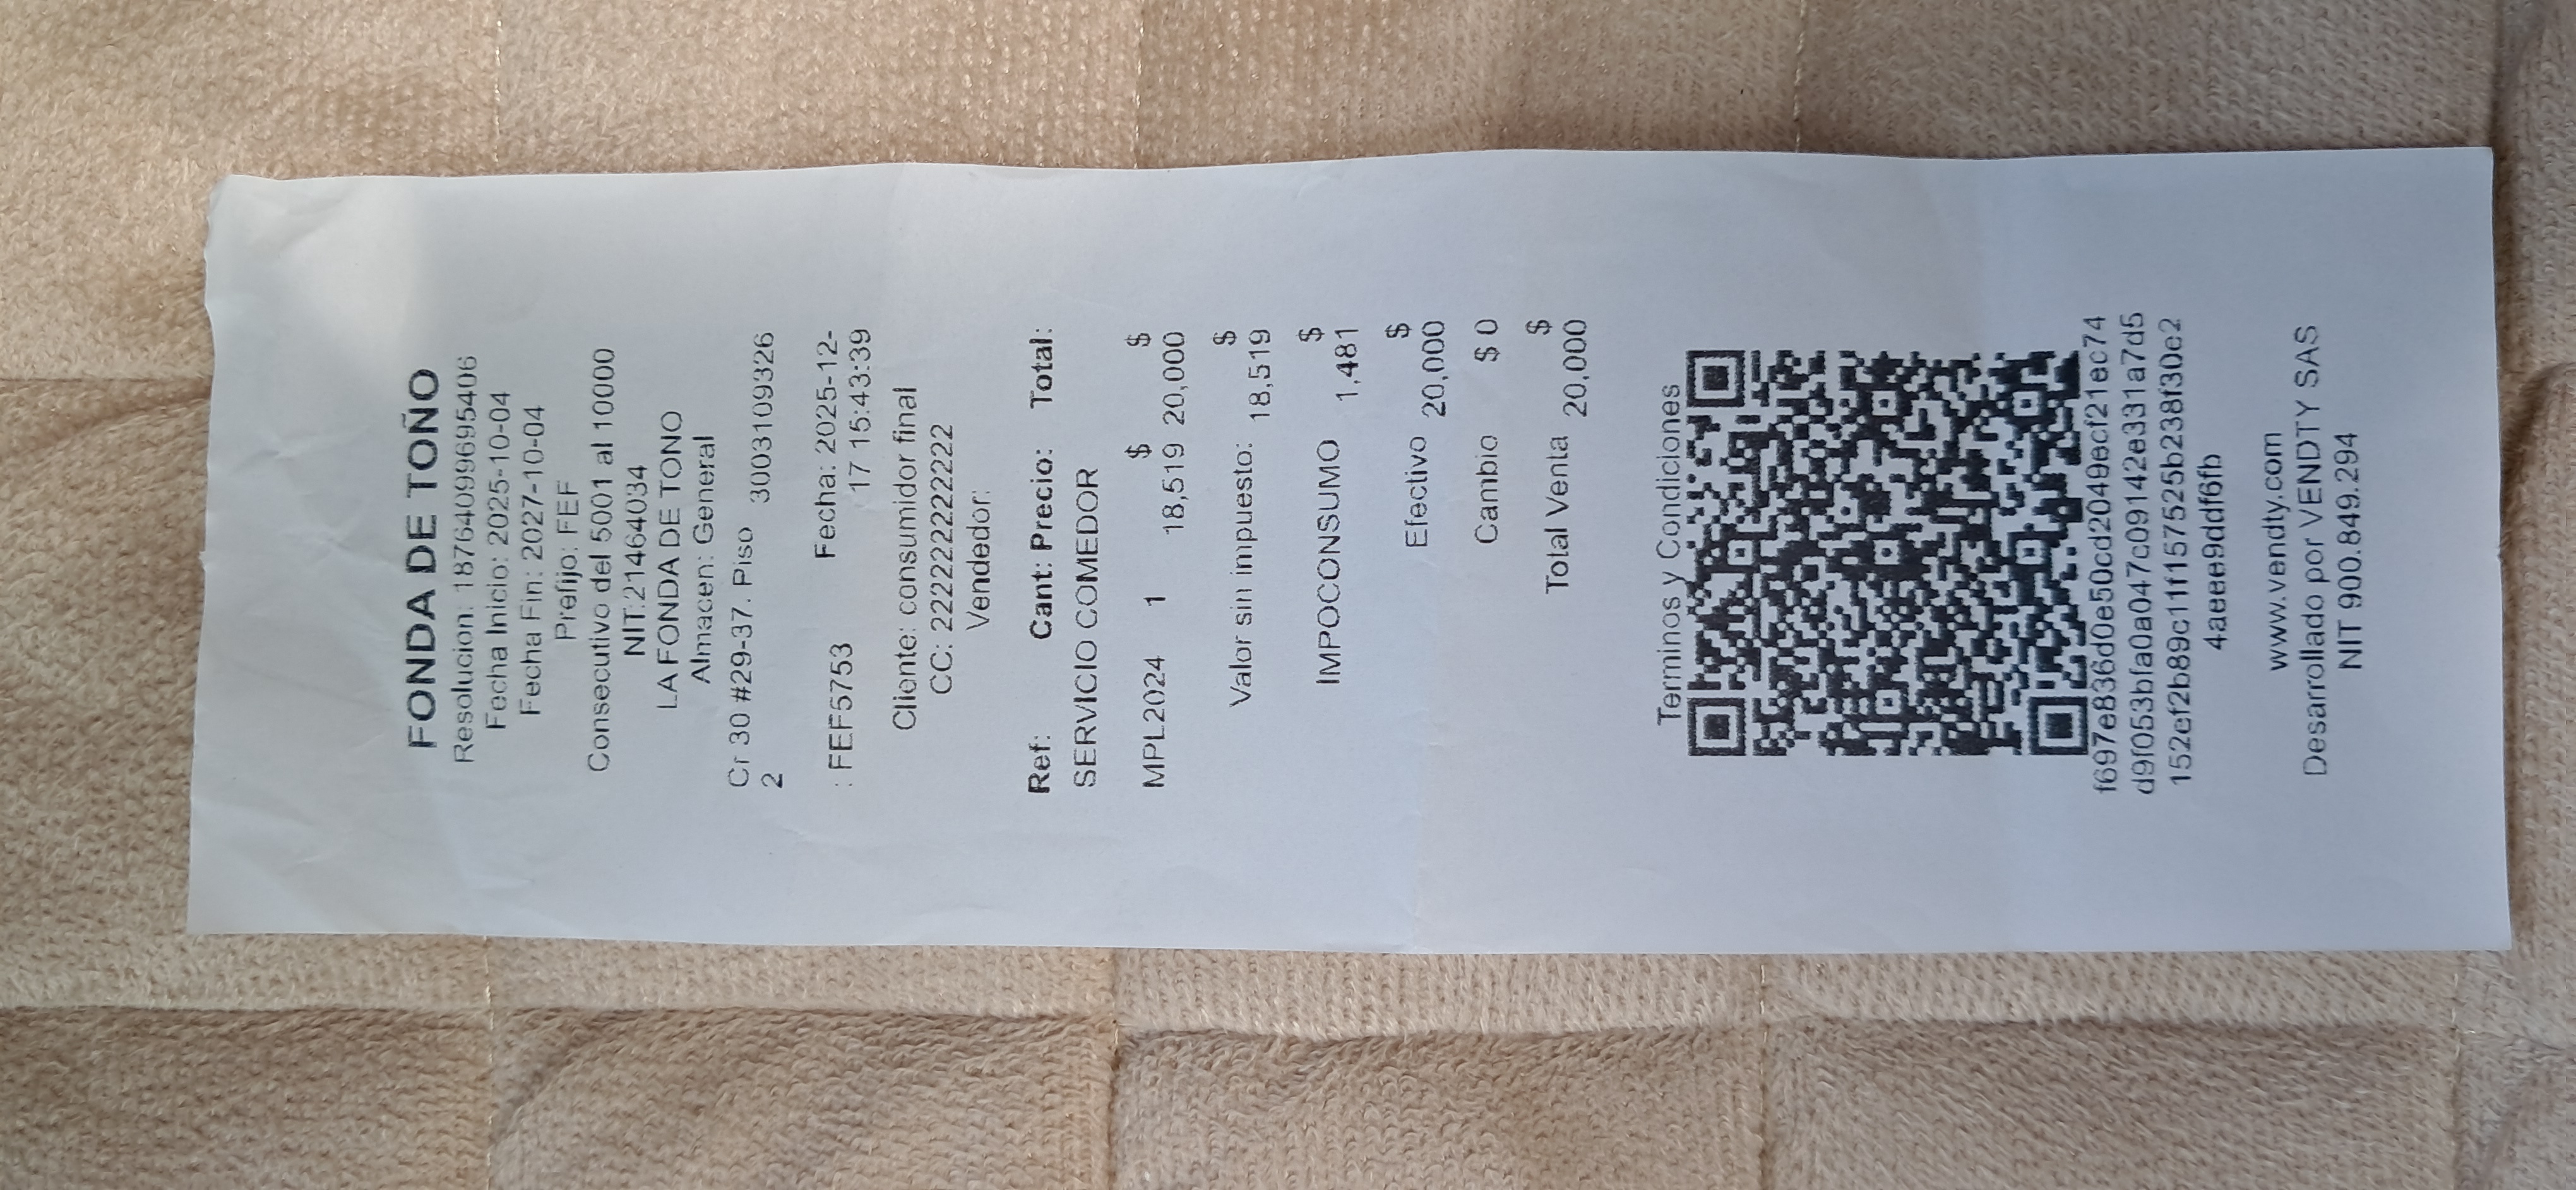 FONDA DE TOÑO
Resolucion: 18764099695406
Fecha Inicio: 2025-10-04
Fecha Fin: 2027-10-04
Prefijo: FEF
Consecutivo del 5001 al 10000
NIT:21464034
LA FONDA DE TONO
Almacen: General
Cr 30 #29-37. Piso 2 3003109326
: FEF5753 Fecha: 2025-12-17 15:43:39
Cliente: consumidor final
CC: 222222222222
Vendedor:
Ref: Cant: Precio: Total:
SERVICIO COMEDOR
MPL2024 1 $ 18,519 $ 20,000
Valor sin impuesto: $ 18,519
IMPOCONSUMO $ 1,481
Efectivo $ 20,000
Cambio $ 0
Total Venta $ 20,000
Terminos y Condiciones
f697e836d0e50cd2049ecf21ec74
d9f053bfa0a047c09142e331a7d5
152ef2b89c11f157525b238f30e2
4aeee9ddf6fb
www.vendty.com
Desarrollado por VENDTY SAS
NIT 900.849.294